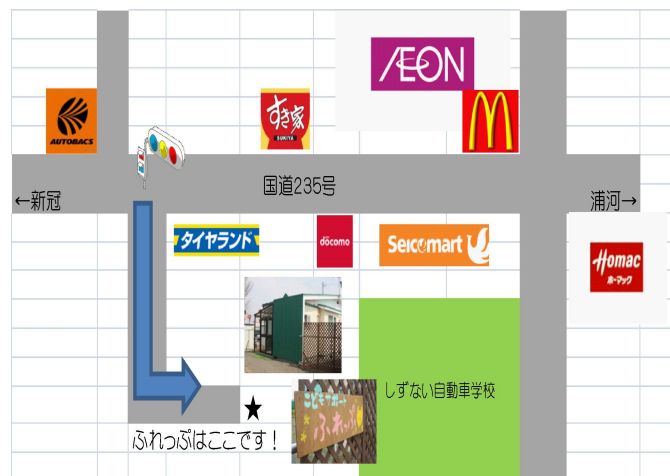 ÆON
AUTOBACS
すき家
SUKIYA
国道235号
←新冠
浦河→
タイヤランド
döcomo
Seicomart
Homac
ホーマック
しずない自動車学校
こどもサポート
ふれっぷ
ふれっぷはここです！